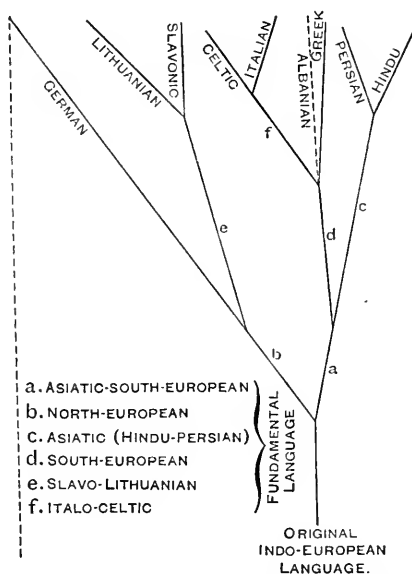 GERMAN
LITHUANIAN
SLAVONIC
CELTIC
ITALIAN
ALBANIAN
GREEK
PERSIAN
HINDU
f
e
d
c
b
a
a. ASIATIC-SOUTH-EUROPEAN
b. NORTH-EUROPEAN
c. ASIATIC (HINDU-PERSIAN)
d. SOUTH-EUROPEAN
e. SLAVO-LITHUANIAN
f. ITALO-CELTIC
FUNDAMENTAL
LANGUAGE
ORIGINAL
INDO-EUROPEAN
LANGUAGE.